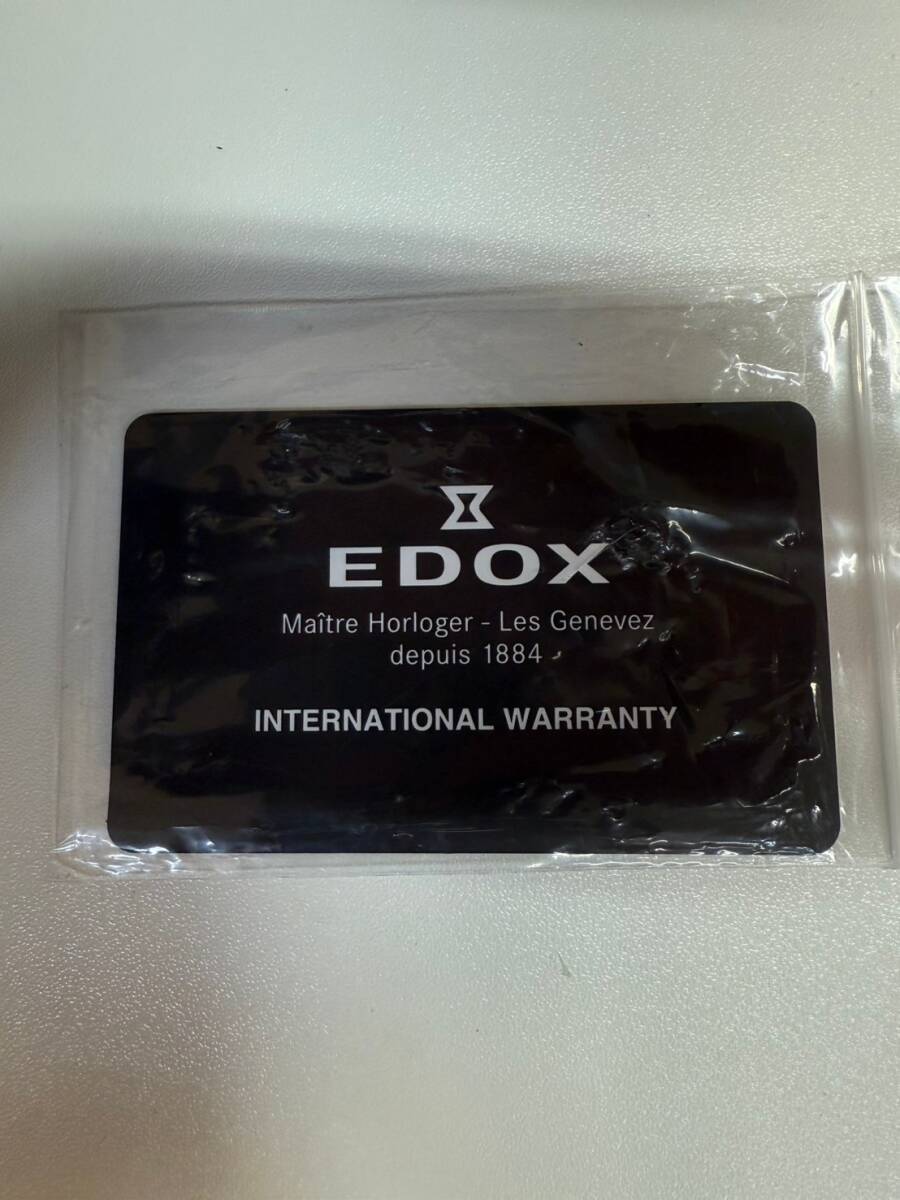 EDOX
Maître Horloger - Les Genevez
depuis 1884
INTERNATIONAL WARRANTY